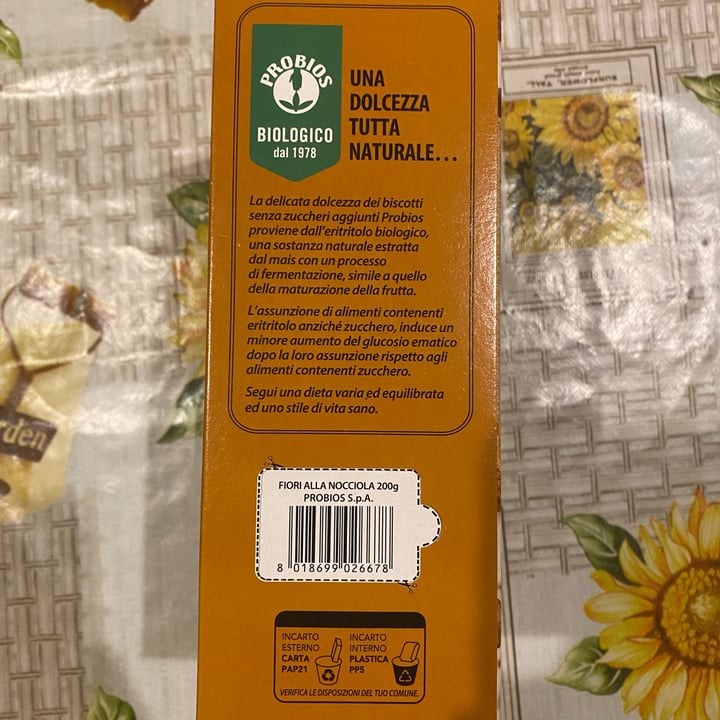 PROBIOS
BIOLOGICO
dal 1978
UNA
DOLCEZZA
TUTTA
NATURALE...
La delicata dolcezza dei biscotti
senza zuccheri aggiunti Probios
proviene dall'eritritolo biologico,
una sostanza naturale estratta
dal mais con un processo
di fermentazione, simile a quello
della maturazione della frutta.
L'assunzione di alimenti contenenti
eritritolo anziché zucchero, induce un
minore aumento del glucosio ematico
dopo la loro assunzione rispetto agli
alimenti contenenti zucchero.
Segui una dieta varia ed equilibrata
ed uno stile di vita sano.
FIORI ALLA NOCCIOLA 200g
PROBIOS S.p.A.
8 018699 026678
INCARTO
ESTERNO
CARTA
PAP21
INCARTO
INTERNO
PLASTICA
PP5
VERIFICA LE DISPOSIZIONI DEL TUO COMUNE.
SUNFLOWER, TALL
rden